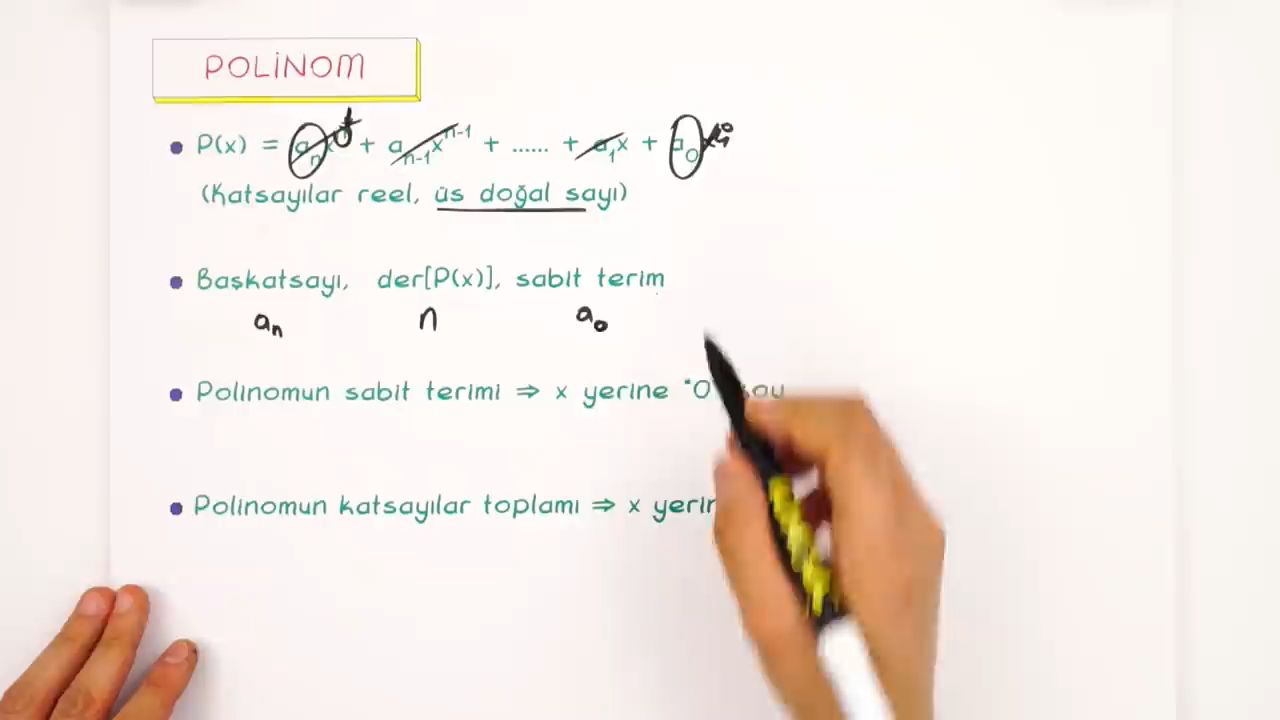 POLİNOM
P(x) = aₙxⁿ + aₙ₋₁xⁿ⁻¹ + ...... + a₁x + a₀
(Katsayılar reel, üs doğal sayı)
Başkatsayı, der[P(x)], sabit terim
aₙ n a₀
Polinomun sabit terimi ⇒ x yerine "0"
Polinomun katsayılar toplamı ⇒ x